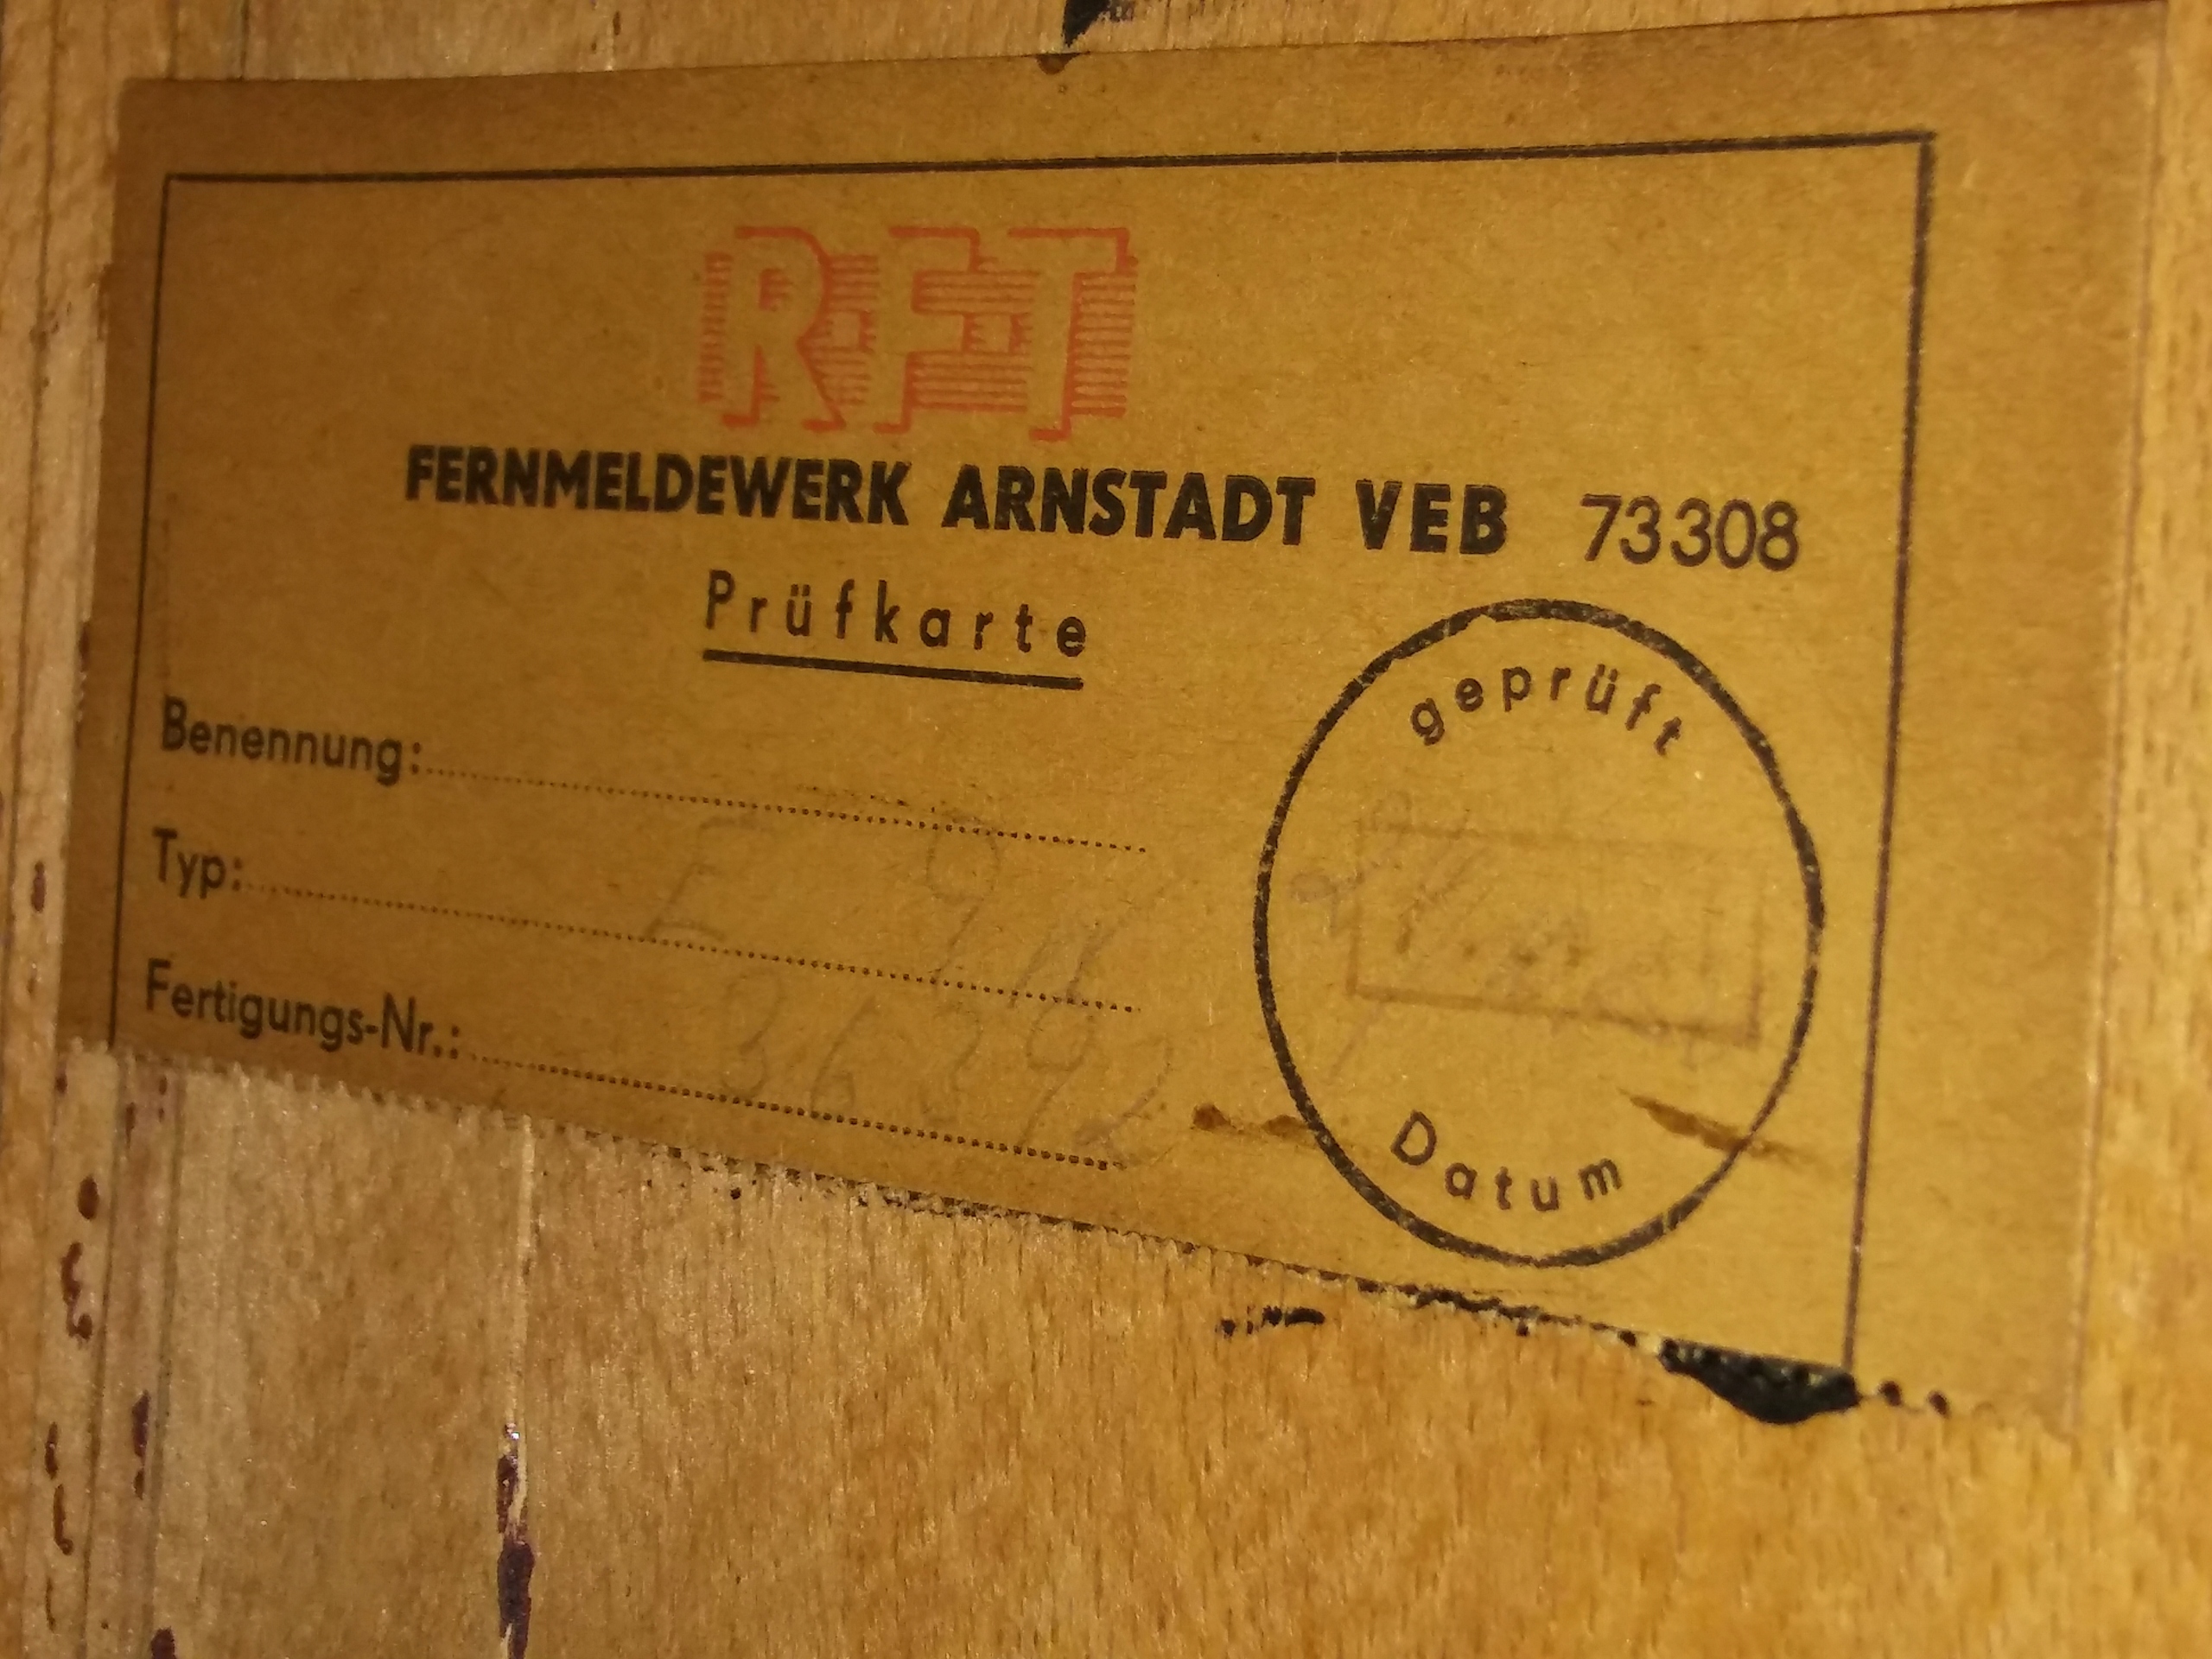 RFT
FERNMELDEWERK ARNSTADT VEB 73308
Prüfkarte
Benennung:
Typ: E
Fertigungs-Nr.:
geprüft
Datum